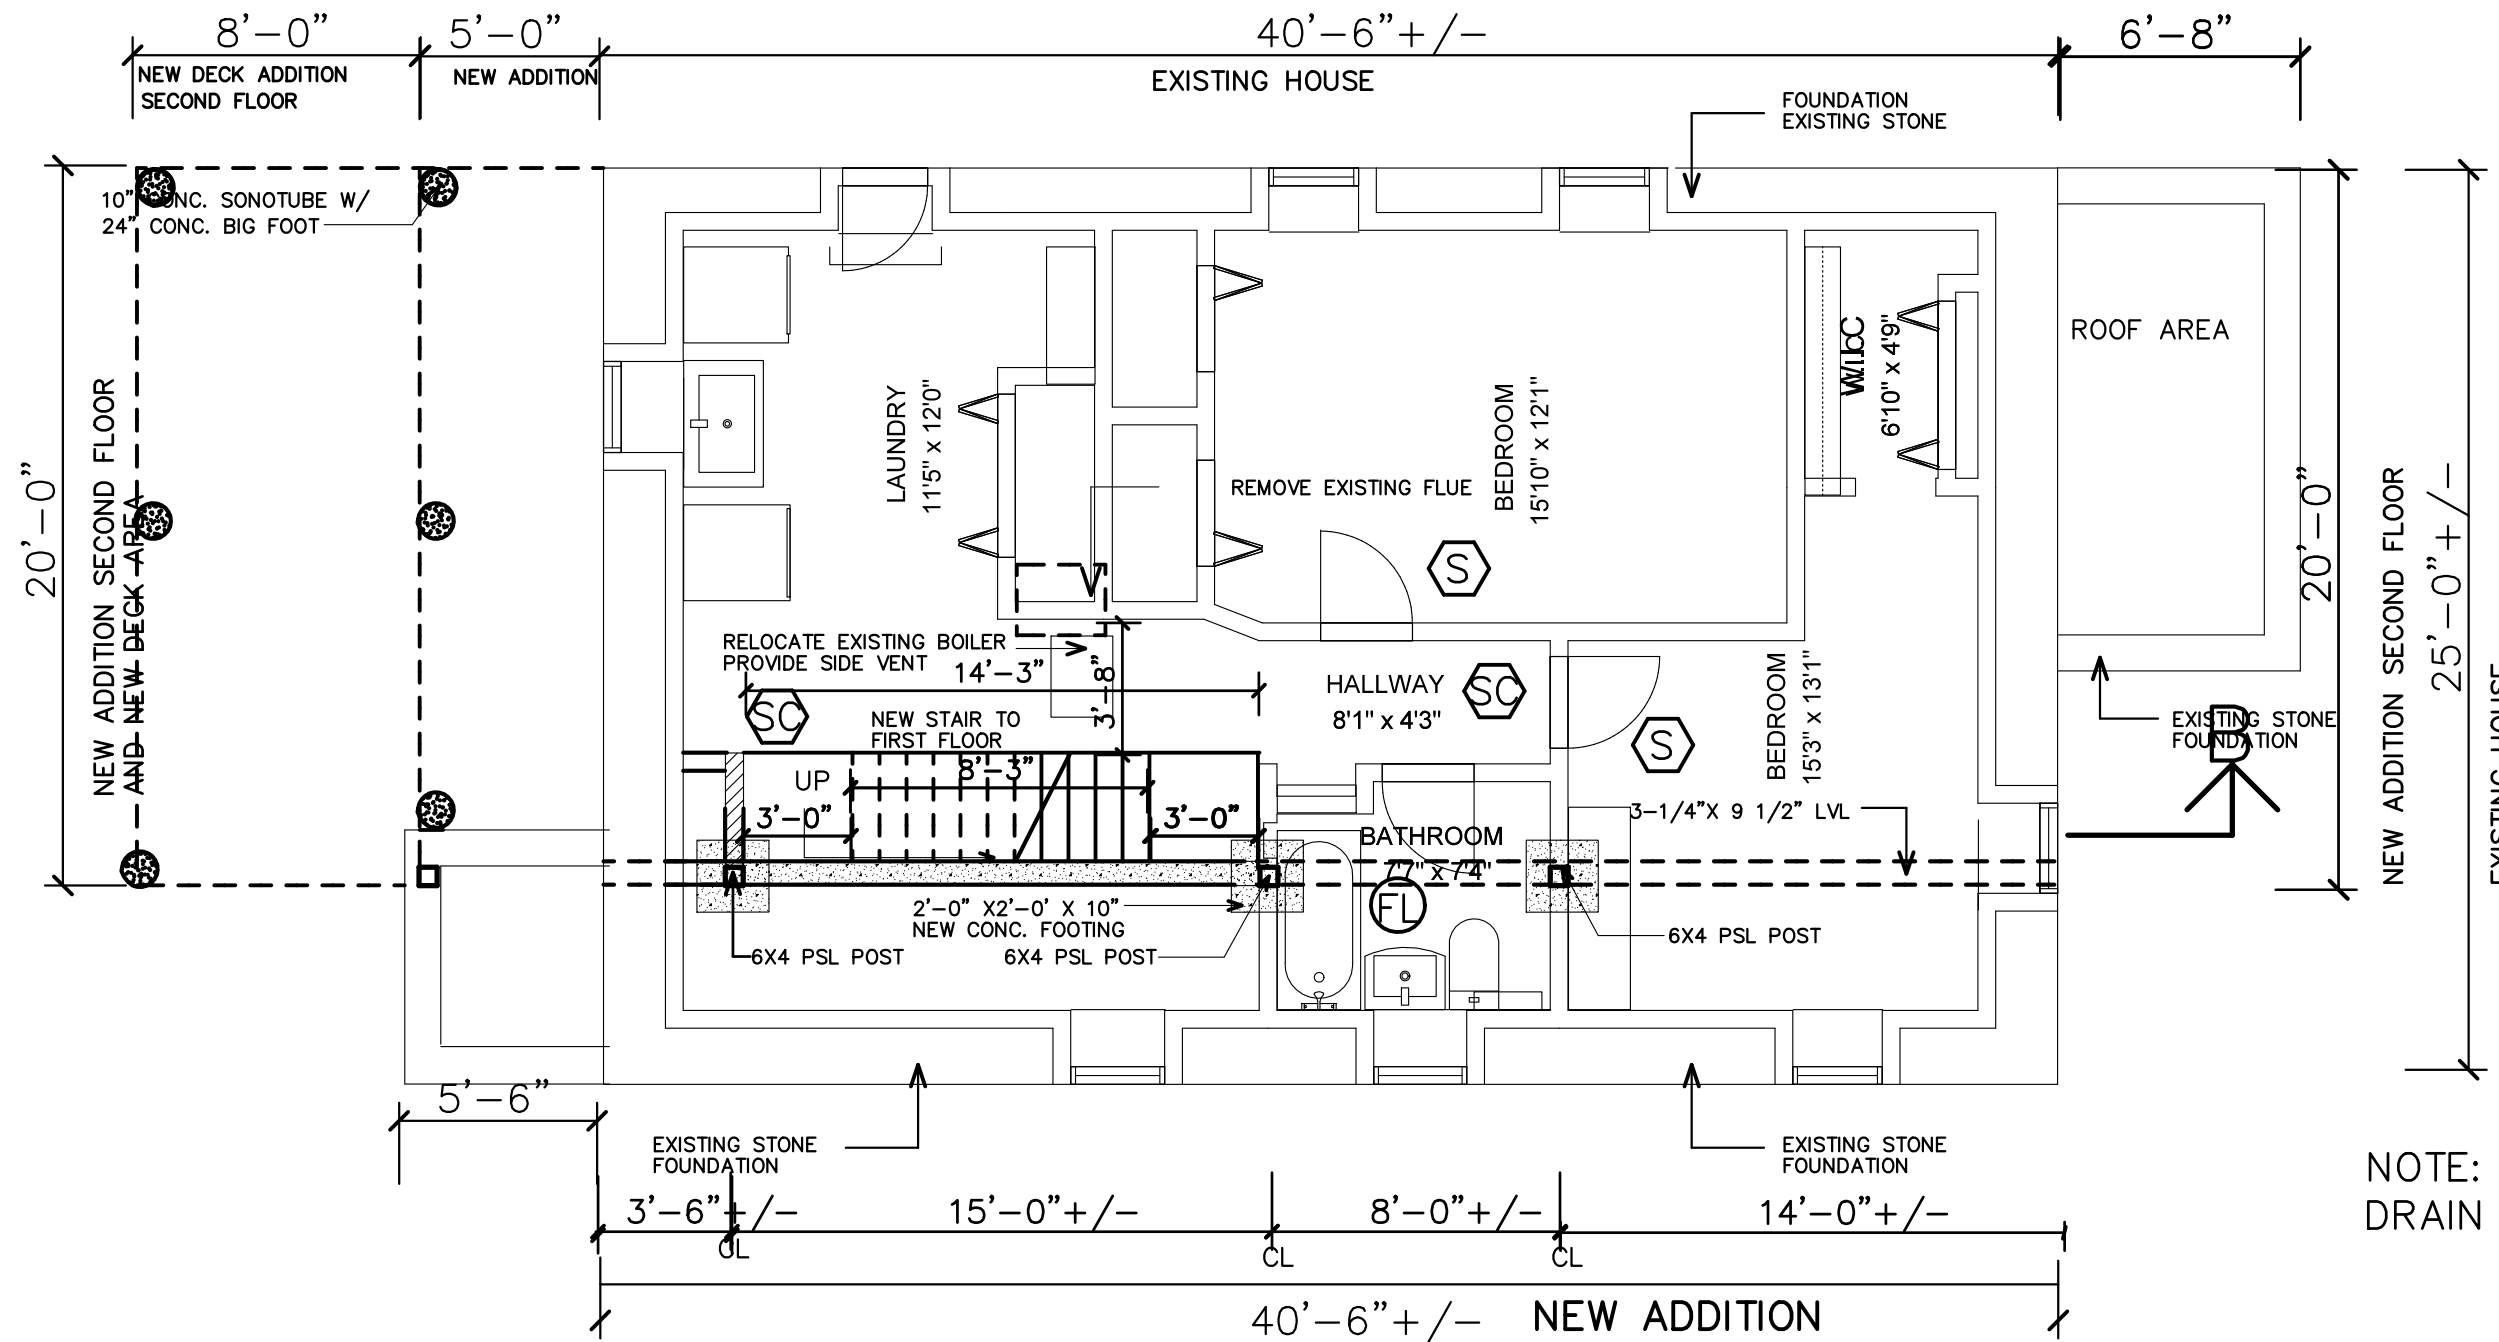 8'-0" 5'-0" 40'-6"+/- 6'-8"
NEW DECK ADDITION
SECOND FLOOR
NEW ADDITION
EXISTING HOUSE
FOUNDATION
EXISTING STONE
10" CONC. SONOTUBE W/
24" CONC. BIG FOOT
20'-0"
NEW ADDITION SECOND FLOOR
AND NEW DECK AREA
LAUNDRY
11'5" x 12'0"
REMOVE EXISTING FLUE
BEDROOM
15'10" x 12'1"
6'10" x 4'9"
ROOF AREA
20'-0"
NEW ADDITION SECOND FLOOR
25'-0"+/-
EXISTING HOUSE
S
RELOCATE EXISTING BOILER
PROVIDE SIDE VENT
14'-3"
3'-8"
HALLWAY
8'1" x 4'3"
SC
SC
S
BEDROOM
15'3" x 13'1"
NEW STAIR TO
FIRST FLOOR
EXISTING STONE
FOUNDATION
B
UP
8'-3"
3'-0" 3'-0"
3-1/4"X 9 1/2" LVL
BATHROOM
7'7" x 7'4"
FL
2'-0" X2'-0' X 10"
NEW CONC. FOOTING
6X4 PSL POST
6X4 PSL POST
6X4 PSL POST
5'-6"
EXISTING STONE
FOUNDATION
EXISTING STONE
FOUNDATION
NOTE:
DRAIN
3'-6"+/- 15'-0"+/- 8'-0"+/- 14'-0"+/-
CL CL CL
40'-6"+/- NEW ADDITION